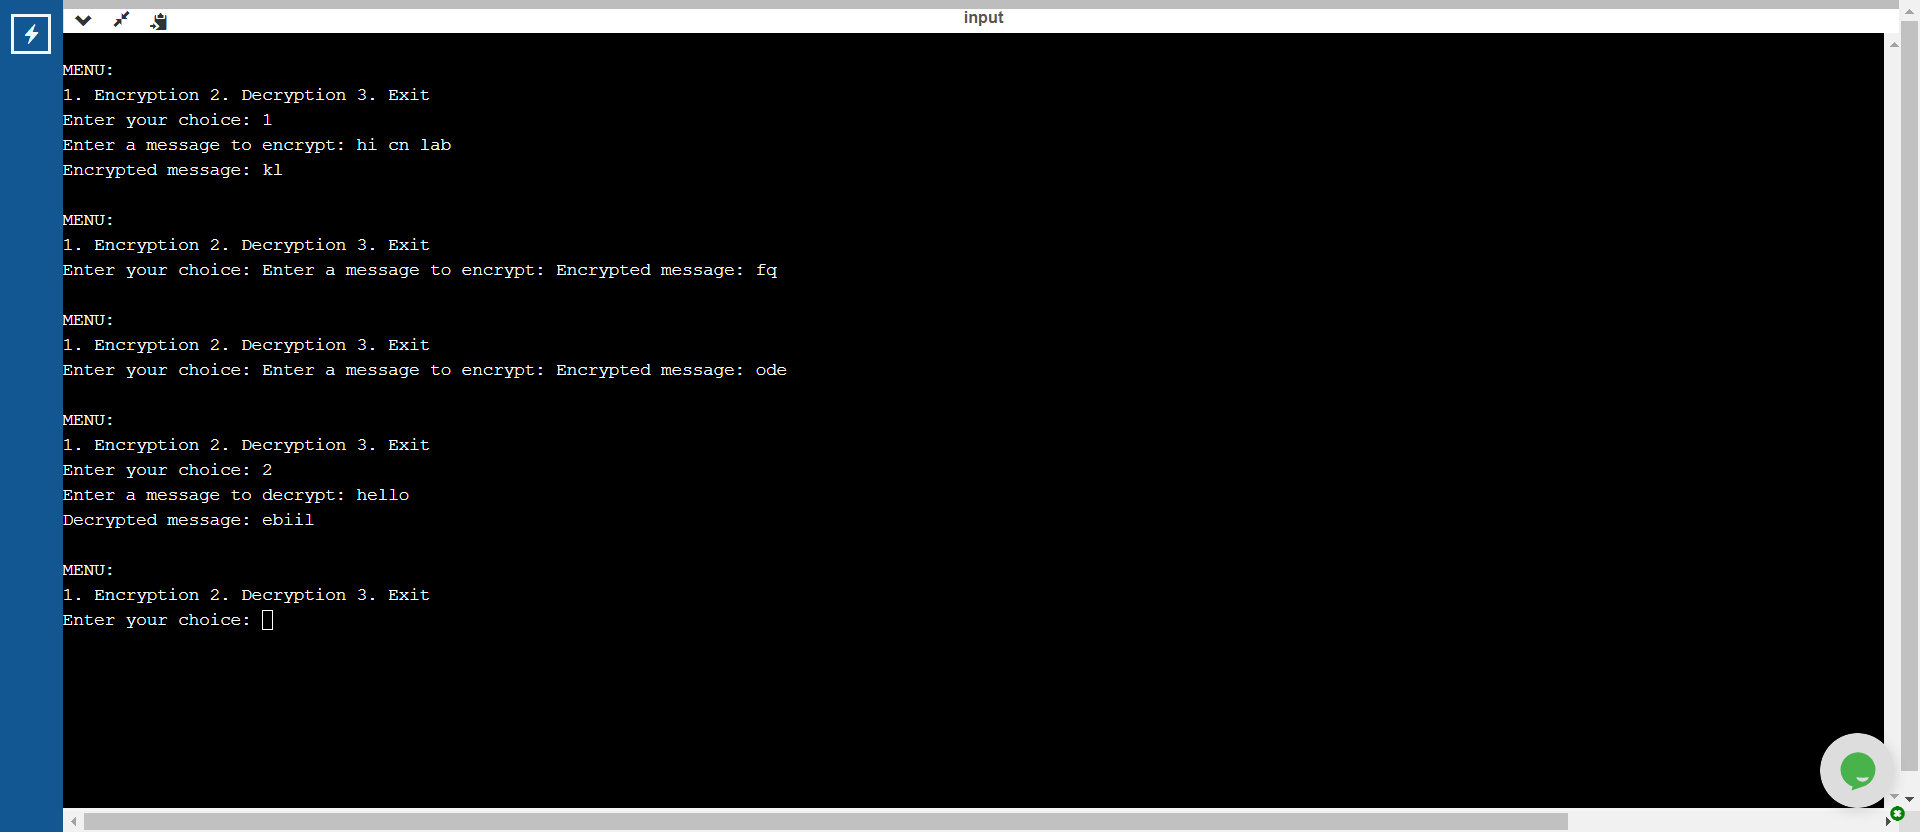 input
MENU:
1. Encryption 2. Decryption 3. Exit
Enter your choice: 1
Enter a message to encrypt: hi cn lab
Encrypted message: kl
MENU:
1. Encryption 2. Decryption 3. Exit
Enter your choice: Enter a message to encrypt: Encrypted message: fq
MENU:
1. Encryption 2. Decryption 3. Exit
Enter your choice: Enter a message to encrypt: Encrypted message: ode
MENU:
1. Encryption 2. Decryption 3. Exit
Enter your choice: 2
Enter a message to decrypt: hello
Decrypted message: ebiil
MENU:
1. Encryption 2. Decryption 3. Exit
Enter your choice: